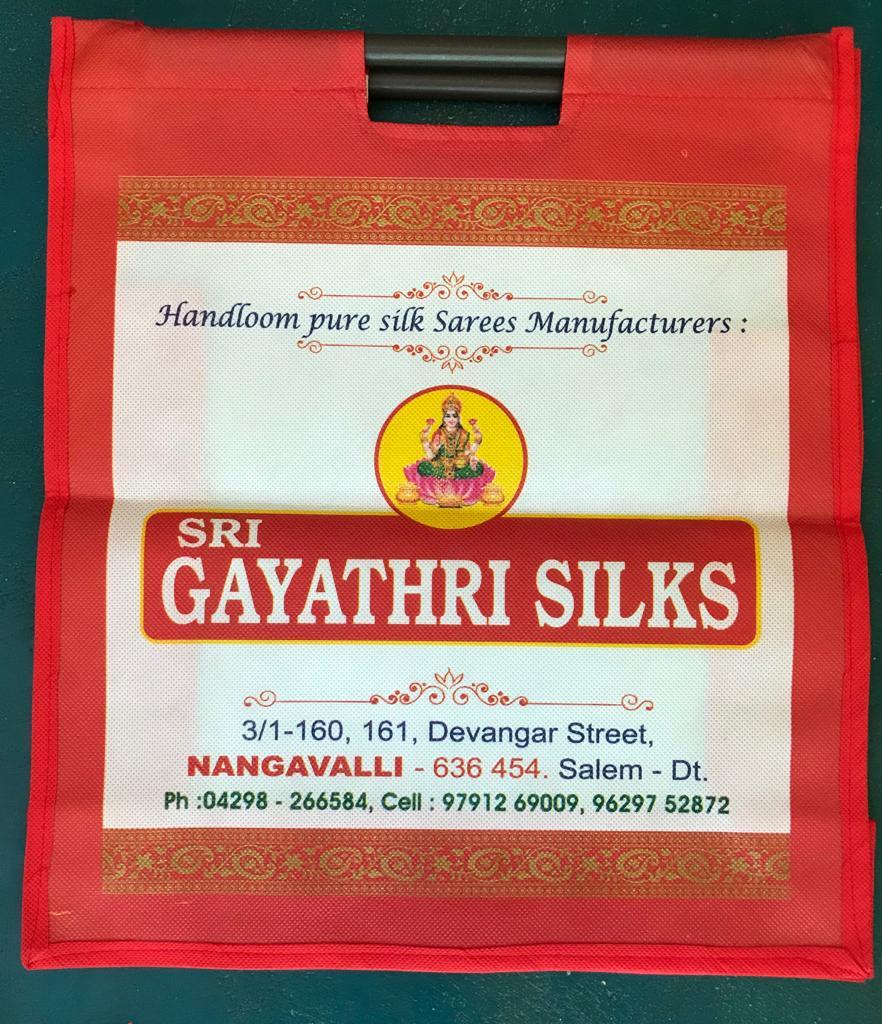 Handloom pure silk Sarees Manufacturers :
SRI
GAYATHRI SILKS
3/1-160, 161, Devangar Street,
NANGAVALLI - 636 454. Salem - Dt.
Ph :04298 - 266584, Cell : 97912 69009, 96297 52872